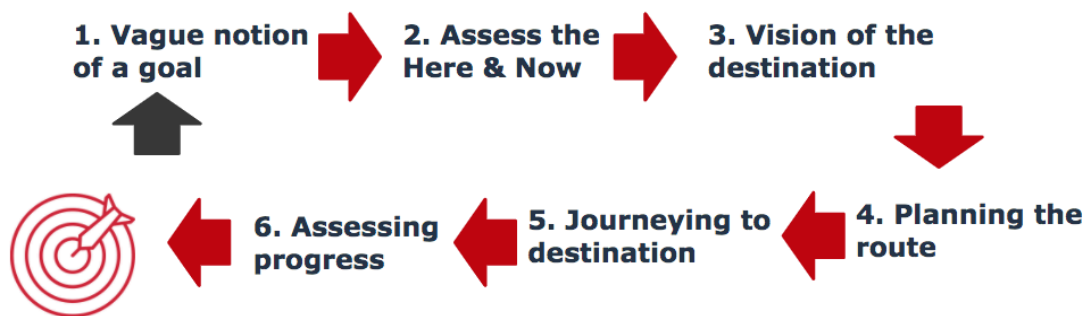 1. Vague notion
of a goal
2. Assess the
Here & Now
3. Vision of the
destination
4. Planning the
route
5. Journeying to
destination
6. Assessing
progress